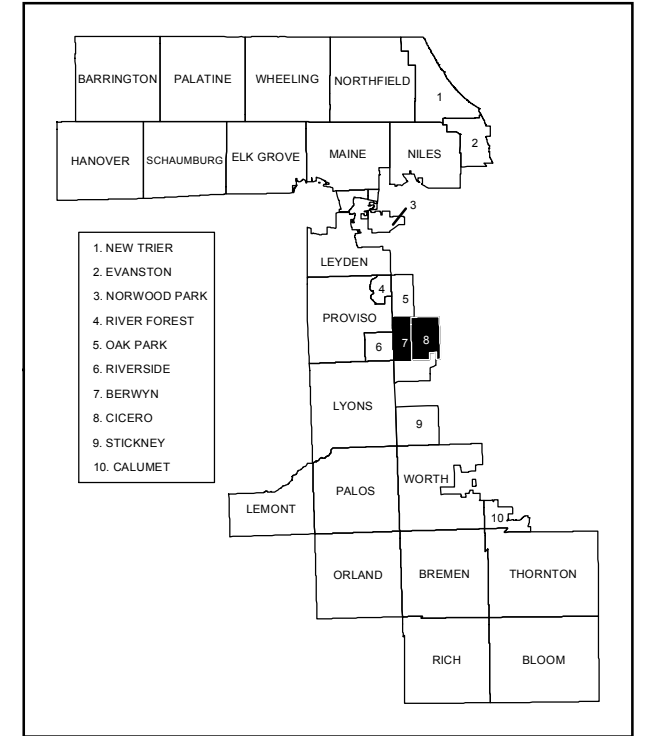 BARRINGTON PALATINE WHEELING NORTHFIELD
1
2
HANOVER SCHAUMBURG ELK GROVE MAINE NILES
3
1. NEW TRIER
2. EVANSTON
3. NORWOOD PARK
4. RIVER FOREST
5. OAK PARK
6. RIVERSIDE
7. BERWYN
8. CICERO
9. STICKNEY
10. CALUMET
LEYDEN
4
5
PROVISO
6
7
8
LYONS
9
WORTH
PALOS
LEMONT
10
ORLAND BREMEN THORNTON
RICH BLOOM